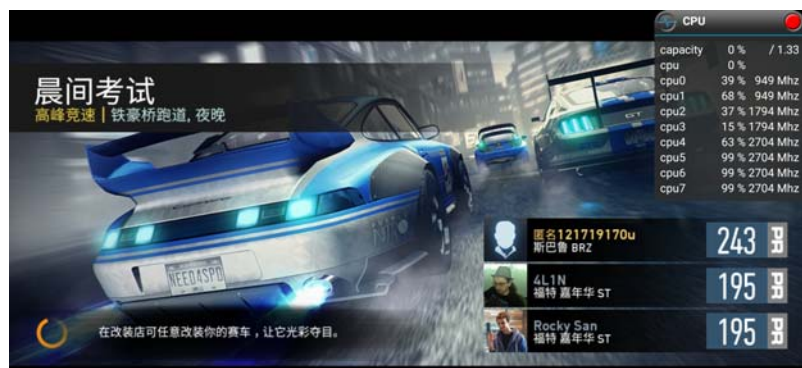 CPU
capacity 0 % / 1.33
cpu 0 %
cpu0 39 % 949 Mhz
cpu1 68 % 949 Mhz
cpu2 37 % 1794 Mhz
cpu3 15 % 1794 Mhz
cpu4 63 % 2704 Mhz
cpu5 99 % 2704 Mhz
cpu6 99 % 2704 Mhz
cpu7 99 % 2704 Mhz
晨间考试
高峰竞速 | 铁豪桥跑道, 夜晚
GT
NEED4SPD
匿名121719170u
斯巴鲁 BRZ
243 PR
4L1N
福特 嘉年华 ST
195 PR
Rocky San
福特 嘉年华 ST
195 PR
在改装店可任意改装你的赛车，让它光彩夺目。